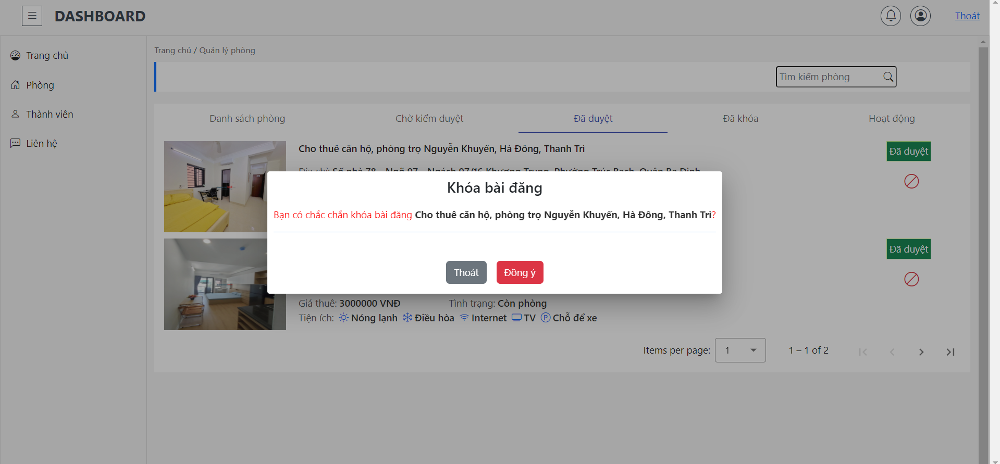 DASHBOARD
Thoát
Trang chủ
Phòng
Thành viên
Liên hệ
Trang chủ / Quản lý phòng
Tìm kiếm phòng
Danh sách phòng
Chờ kiểm duyệt
Đã duyệt
Đã khóa
Hoạt động
Cho thuê căn hộ, phòng trọ Nguyễn Khuyến, Hà Đông, Thanh Trì
Đã duyệt
Địa chỉ: Số nhà 78 - Ngõ 97 - Ngách 97/16 Khương Trung, Phường Trúc Bạch, Quận Ba Đình
Khóa bài đăng
Bạn có chắc chắn khóa bài đăng Cho thuê căn hộ, phòng trọ Nguyễn Khuyến, Hà Đông, Thanh Trì?
Thoát
Đồng ý
Đã duyệt
Giá thuê: 3000000 VNĐ Tình trạng: Còn phòng
Tiện ích: Nóng lạnh Điều hòa Internet TV Chỗ để xe
Items per page: 1 1 – 1 of 2